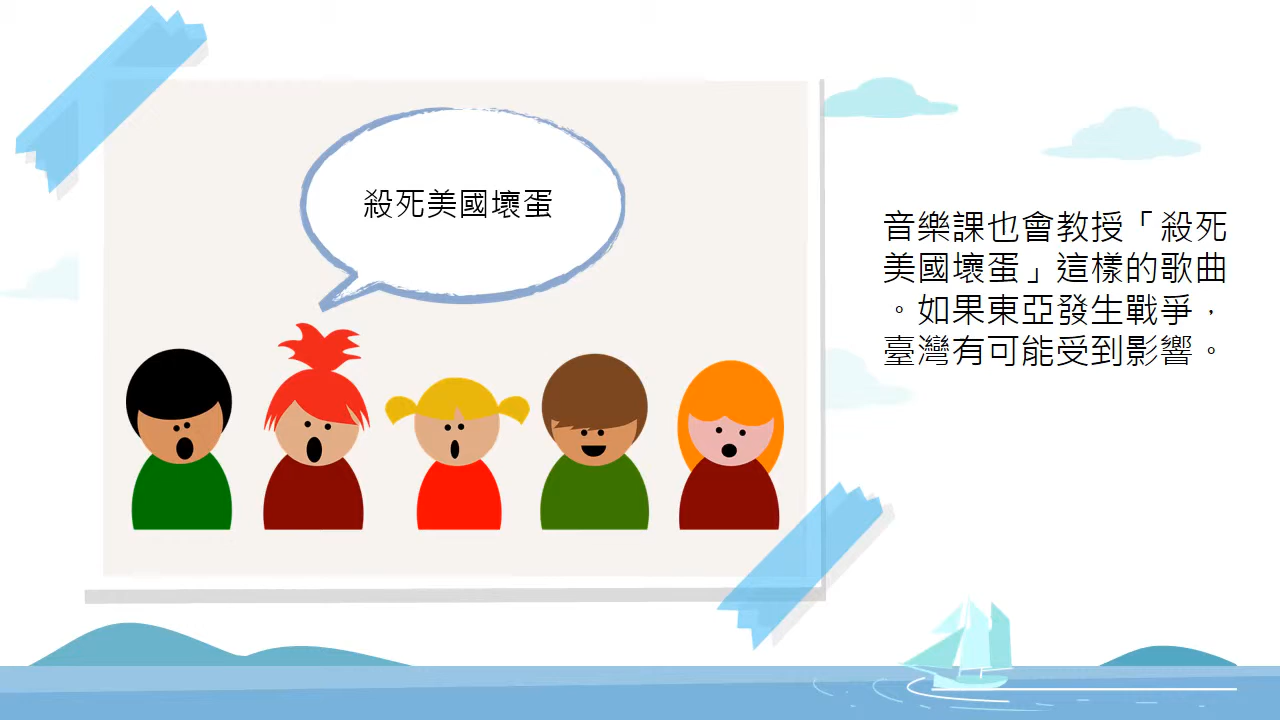 殺死美國壞蛋
音樂課也會教授「殺死
美國壞蛋」這樣的歌曲
。如果東亞發生戰爭，
臺灣有可能受到影響。